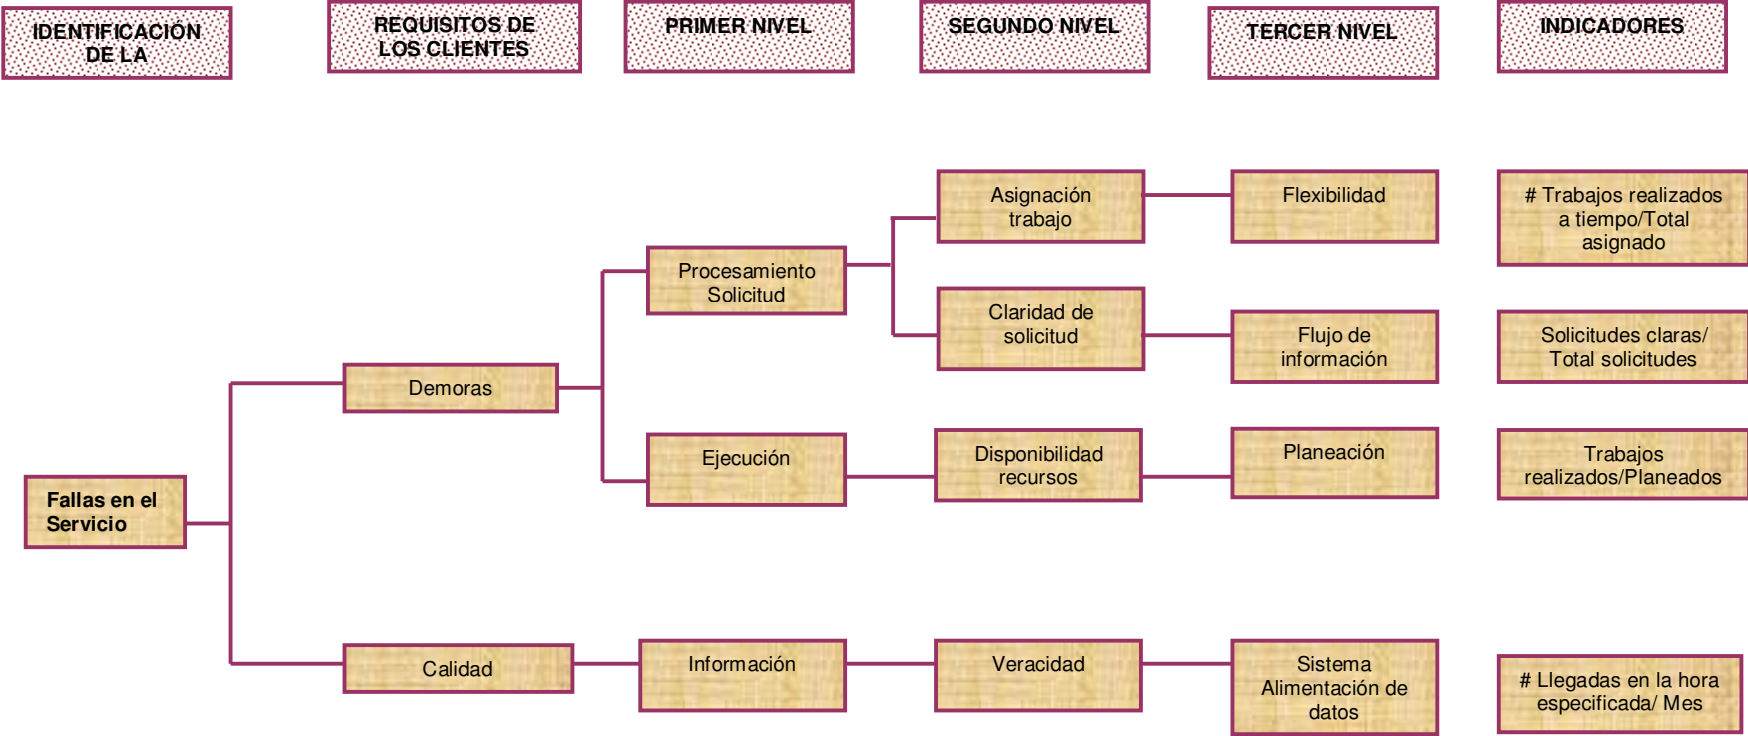 IDENTIFICACION
DE LA
REQUISITOS DE
LOS CLIENTES
PRIMER NIVEL
SEGUNDO NIVEL
TERCER NIVEL
INDICADORES
Fallas en el
Servicio
Demoras
Calidad
Procesamiento
Solicitud
Ejecución
Información
Asignación
trabajo
Claridad de
solicitud
Disponibilidad
recursos
Veracidad
Flexibilidad
Flujo de
información
Planeación
Sistema
Alimentación de
datos
# Trabajos realizados
a tiempo/Total
asignado
Solicitudes claras/
Total solicitudes
Trabajos
realizados/Planeados
# Llegadas en la hora
especificada/ Mes